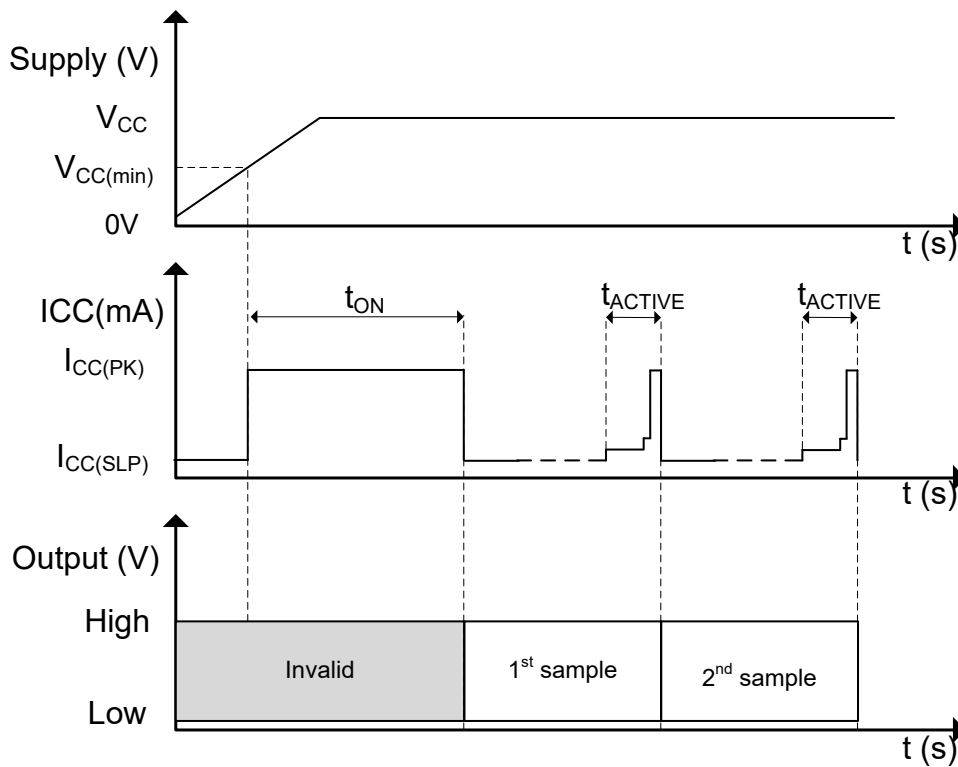 Supply (V)
VCC
VCC(min)
0V
t (s)
ICC(mA)
tON
tACTIVE
tACTIVE
ICC(PK)
ICC(SLP)
t (s)
Output (V)
High
Invalid
1st sample
2nd sample
Low
t (s)